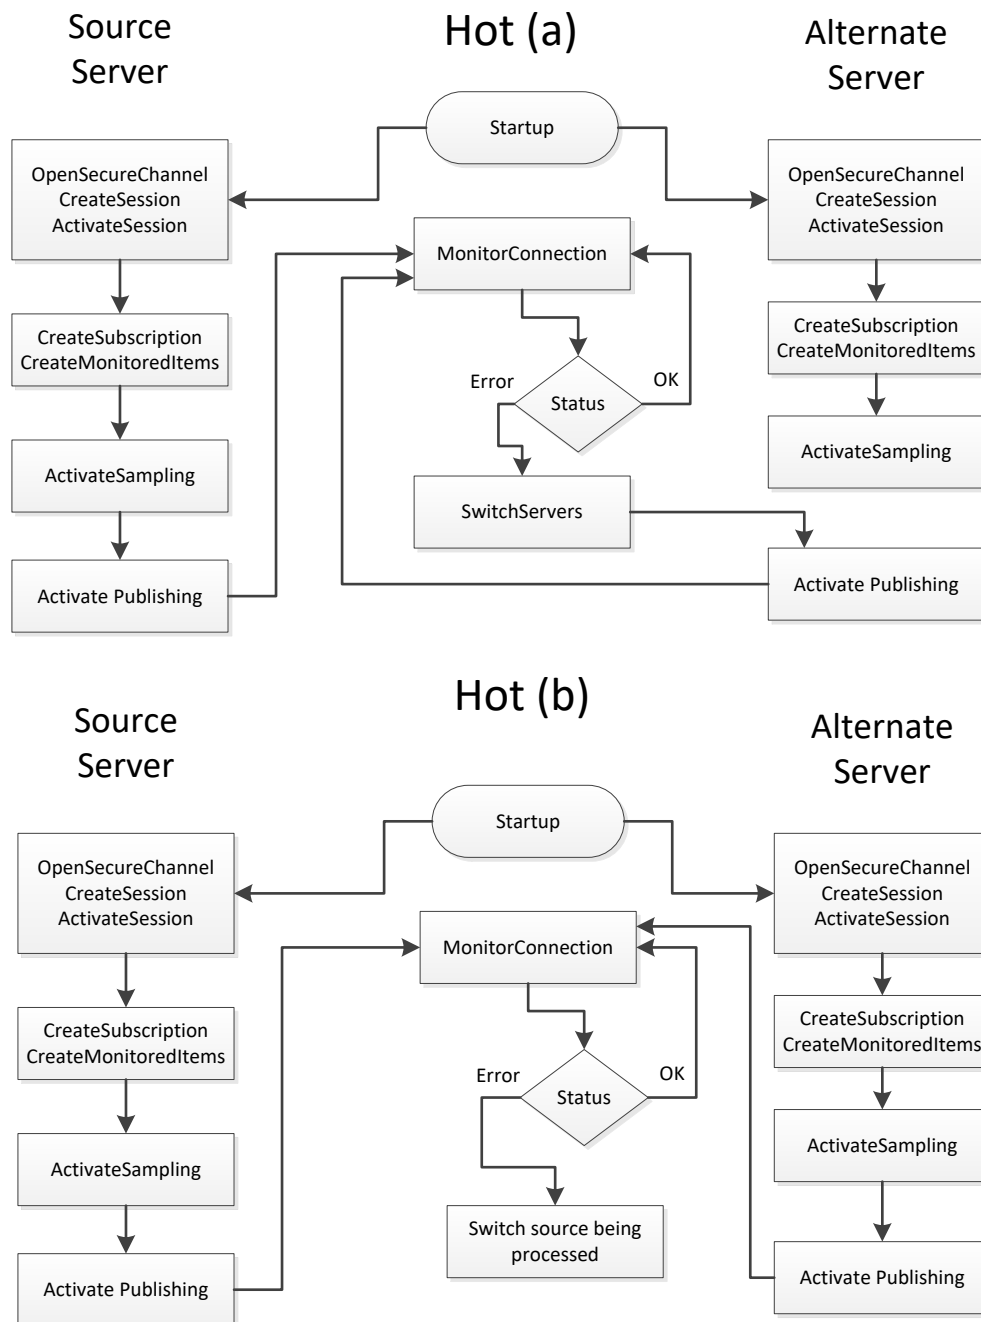 Source
Server
Hot (a)
Alternate
Server
Startup
OpenSecureChannel
CreateSession
ActivateSession
OpenSecureChannel
CreateSession
ActivateSession
MonitorConnection
CreateSubscription
CreateMonitoredItems
CreateSubscription
CreateMonitoredItems
Error
OK
Status
ActivateSampling
ActivateSampling
SwitchServers
Activate Publishing
Activate Publishing
Source
Server
Hot (b)
Alternate
Server
Startup
OpenSecureChannel
CreateSession
ActivateSession
OpenSecureChannel
CreateSession
ActivateSession
MonitorConnection
CreateSubscription
CreateMonitoredItems
CreateSubscription
CreateMonitoredItems
Error
OK
Status
ActivateSampling
ActivateSampling
Switch source being
processed
Activate Publishing
Activate Publishing